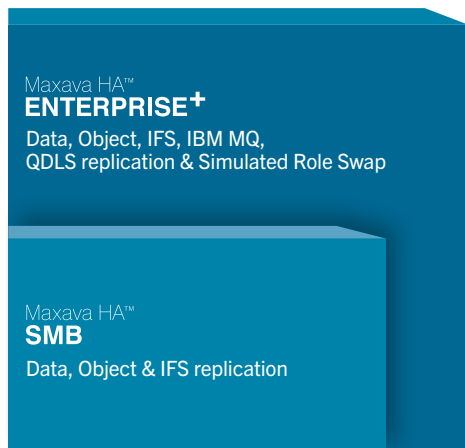 Maxava HA™
ENTERPRISE+
Data, Object, IFS, IBM MQ,
QDLS replication & Simulated Role Swap
Maxava HA™
SMB
Data, Object & IFS replication